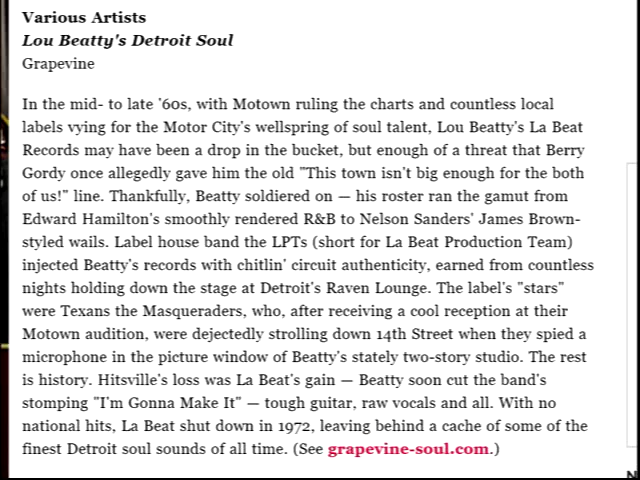 Various Artists
Lou Beatty's Detroit Soul
Grapevine
In the mid- to late '60s, with Motown ruling the charts and countless local
labels vying for the Motor City's wellspring of soul talent, Lou Beatty's La Beat
Records may have been a drop in the bucket, but enough of a threat that Berry
Gordy once allegedly gave him the old "This town isn't big enough for the both
of us!" line. Thankfully, Beatty soldiered on — his roster ran the gamut from
Edward Hamilton's smoothly rendered R&B to Nelson Sanders' James Brown-
styled wails. Label house band the LPTs (short for La Beat Production Team)
injected Beatty's records with chitlin' circuit authenticity, earned from countless
nights holding down the stage at Detroit's Raven Lounge. The label's "stars"
were Texans the Masqueraders, who, after receiving a cool reception at their
Motown audition, were dejectedly strolling down 14th Street when they spied a
microphone in the picture window of Beatty's stately two-story studio. The rest
is history. Hitsville's loss was La Beat's gain — Beatty soon cut the band's
stomping "I'm Gonna Make It" — tough guitar, raw vocals and all. With no
national hits, La Beat shut down in 1972, leaving behind a cache of some of the
finest Detroit soul sounds of all time. (See grapevine-soul.com.)